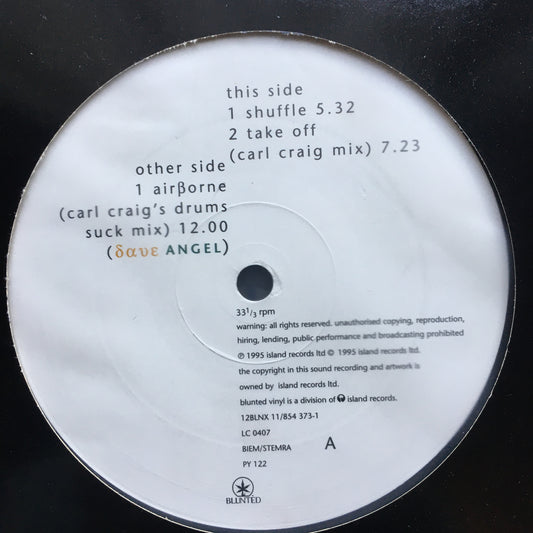 this side
1 shuffle 5.32
2 take off
(carl craig mix) 7.23
other side
1 airβorne
(carl craig's drums
suck mix) 12.00
(δαυε ANGEL)
33 1/3 rpm
warning: all rights reserved. unauthorised copying, reproduction,
hiring, lending, public performance and broadcasting prohibited
℗ 1995 island records ltd © 1995 island records ltd.
the copyright in this sound recording and artwork is
owned by island records ltd.
blunted vinyl is a division of island records.
12BLNX 11/854 373-1
LC 0407
BIEM/STEMRA
A
PY 122
BLUNTED